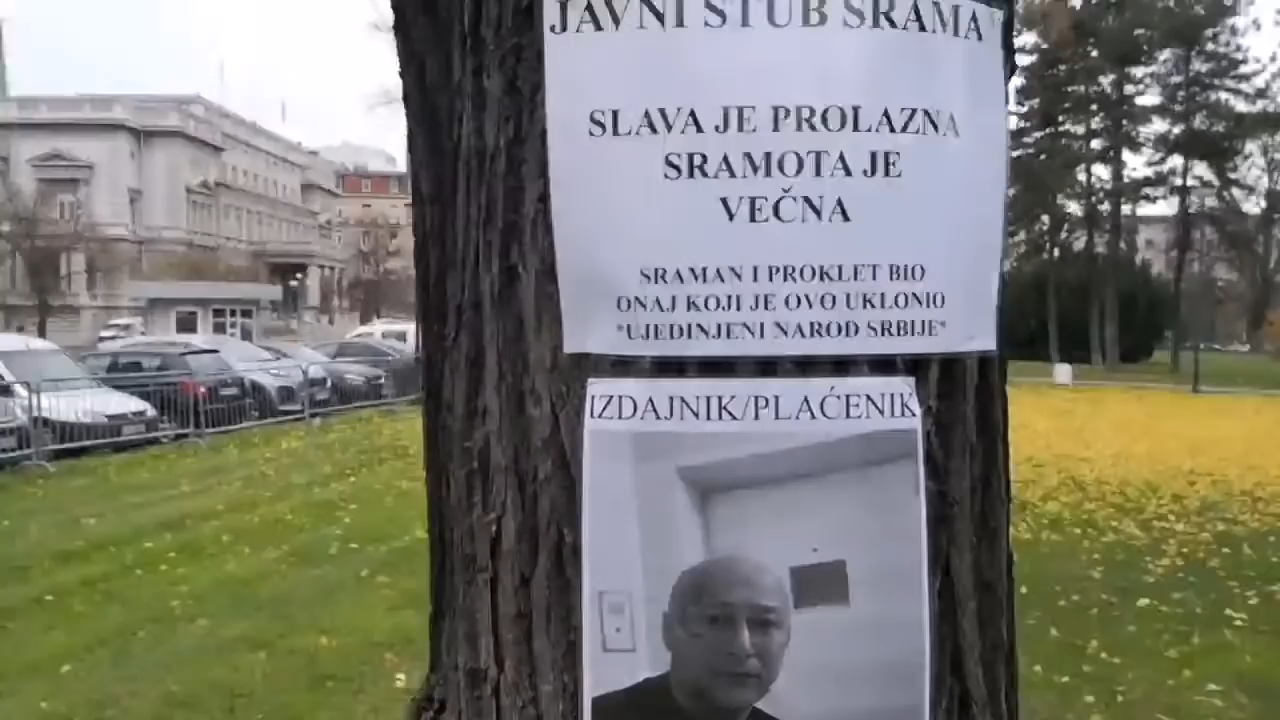 JAVNI STUB SRAMA
SLAVA JE PROLAZNA
SRAMOTA JE
VEČNA
SRAMAN I PROKLET BIO
ONAJ KOJI JE OVO UKLONIO
"UJEDINJENI NAROD SRBIJE"
IZDAJNIK/PLAĆENIK